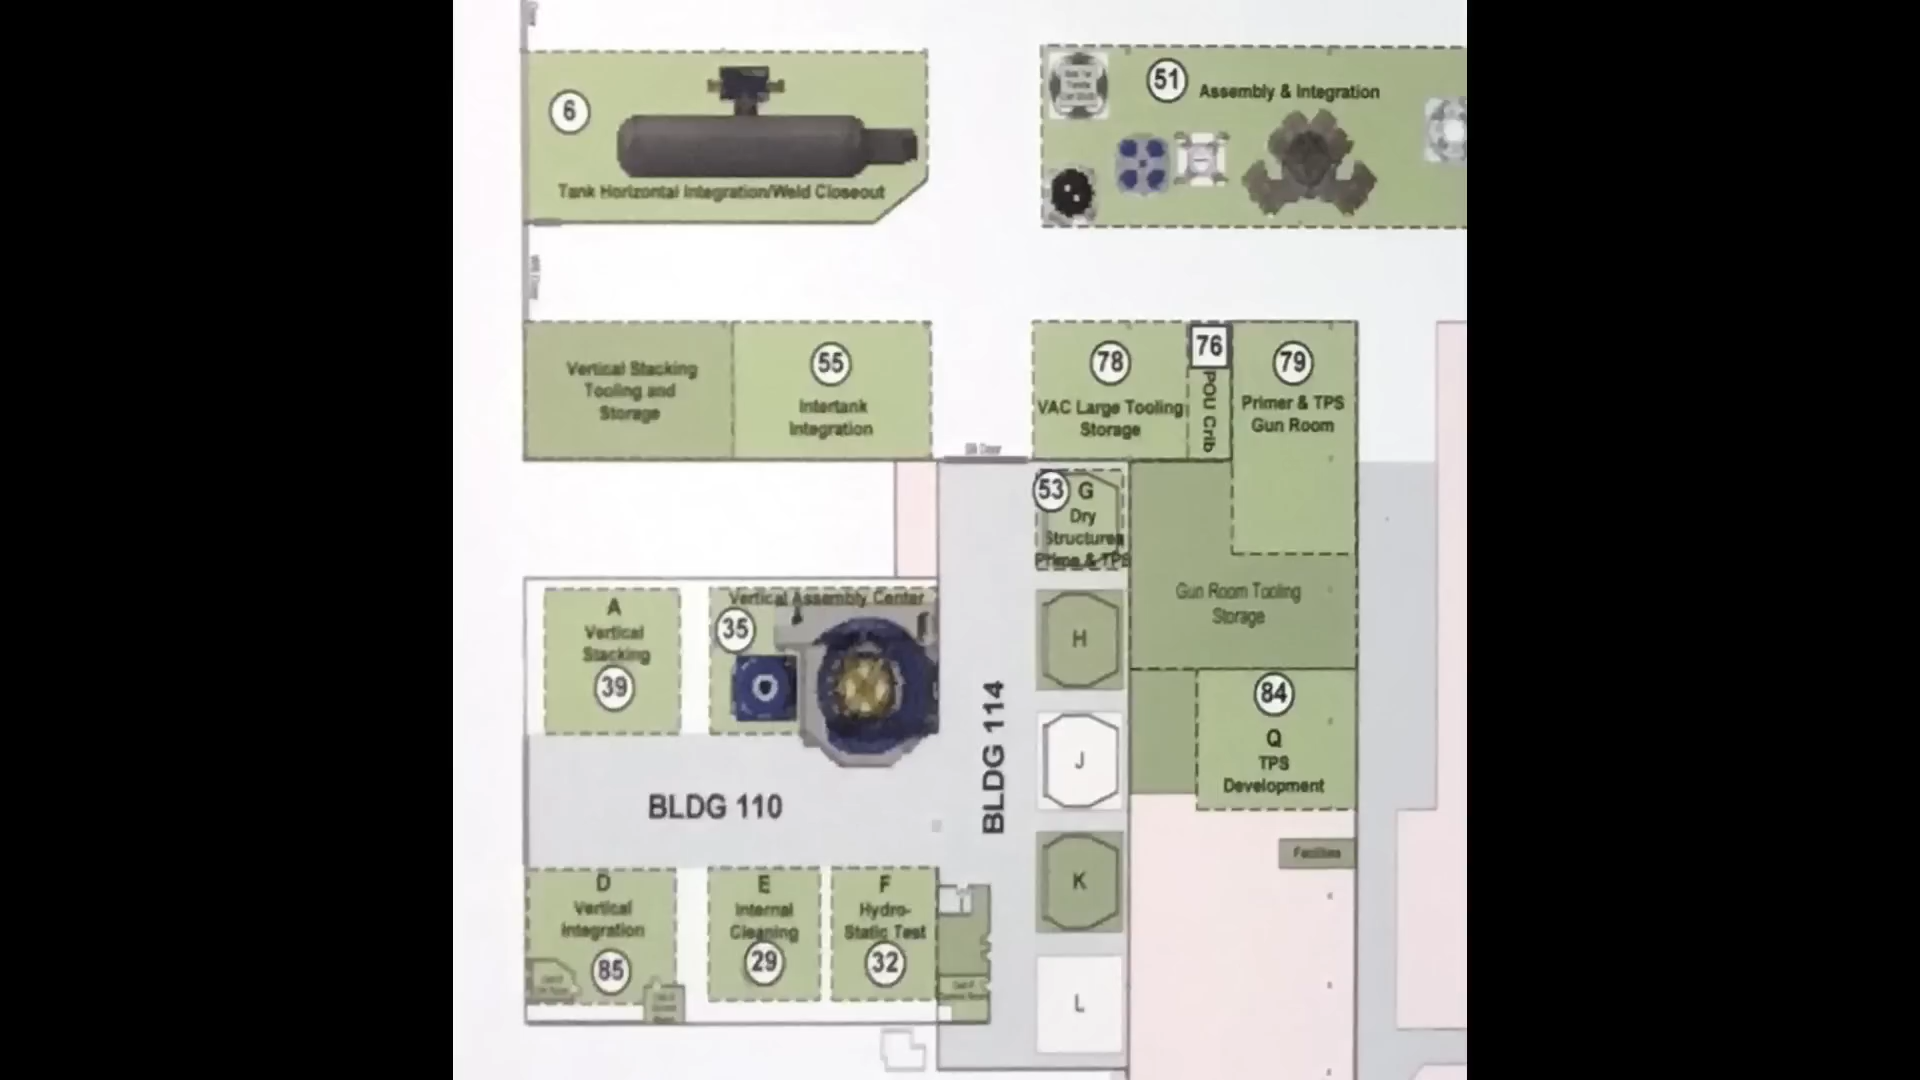 6
Tank Horizontal Integration/Weld Closeout
51
Assembly & Integration
Vertical Stacking
Tooling and
Storage
55
Intertank
Integration
78
VAC Large Tooling
Storage
76
POU Crib
79
Primer & TPS
Gun Room
53
G
Dry
Structures
Prime & TPS
Gun Room Tooling
Storage
H
A
Vertical
Stacking
39
Vertical Assembly Center
35
BLDG 114
J
84
Q
TPS
Development
BLDG 110
Facilities
K
D
Vertical
Integration
85
E
Internal
Cleaning
29
F
Hydro-
Static Test
32
L